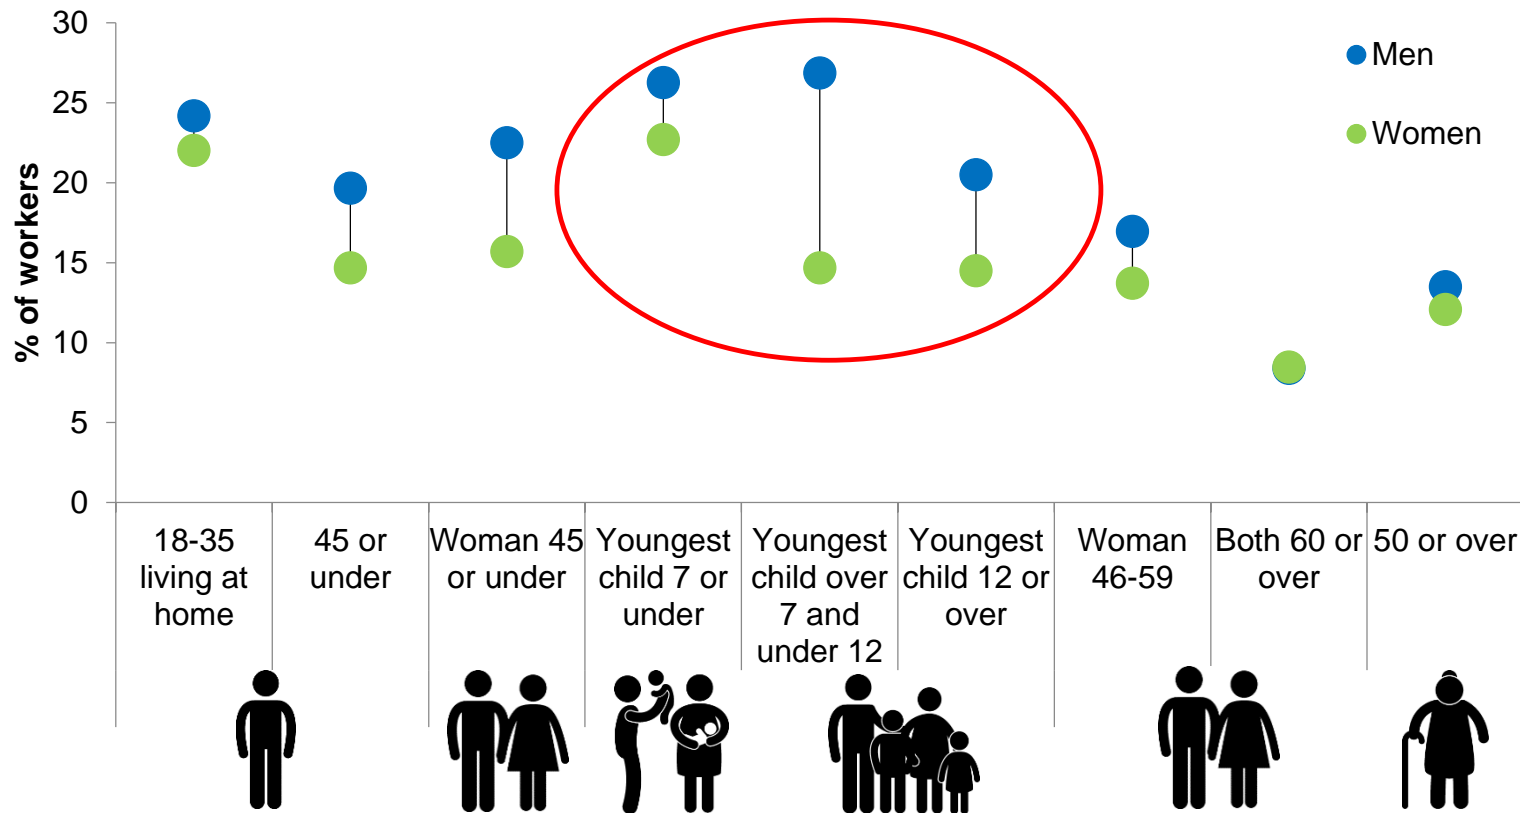 30
25
20
15
10
5
0
% of workers
Men
Women
18-35
living at
home
45 or
under
Woman 45
or under
Youngest
child 7 or
under
Youngest
child over
7 and
under 12
Youngest
child 12 or
over
Woman
46-59
Both 60 or
over
50 or over